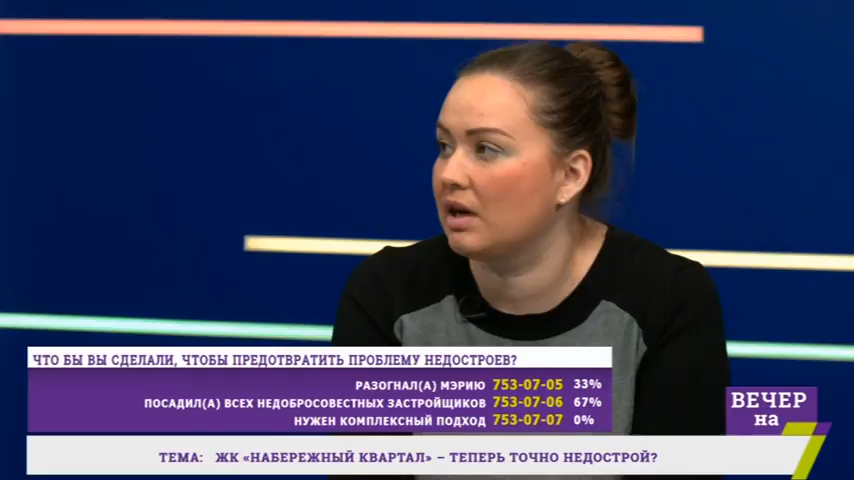 ЧТО БЫ ВЫ СДЕЛАЛИ, ЧТОБЫ ПРЕДОТВРАТИТЬ ПРОБЛЕМУ НЕДОСТРОЕВ?
РАЗОГНАЛ(А) МЭРИЮ 753-07-05 33%
ПОСАДИЛ(А) ВСЕХ НЕДОБРОСОВЕСТНЫХ ЗАСТРОЙЩИКОВ 753-07-06 67%
НУЖЕН КОМПЛЕКСНЫЙ ПОДХОД 753-07-07 0%
ВЕЧЕР
на 7
ТЕМА: ЖК «НАБЕРЕЖНЫЙ КВАРТАЛ» – ТЕПЕРЬ ТОЧНО НЕДОСТРОЙ?